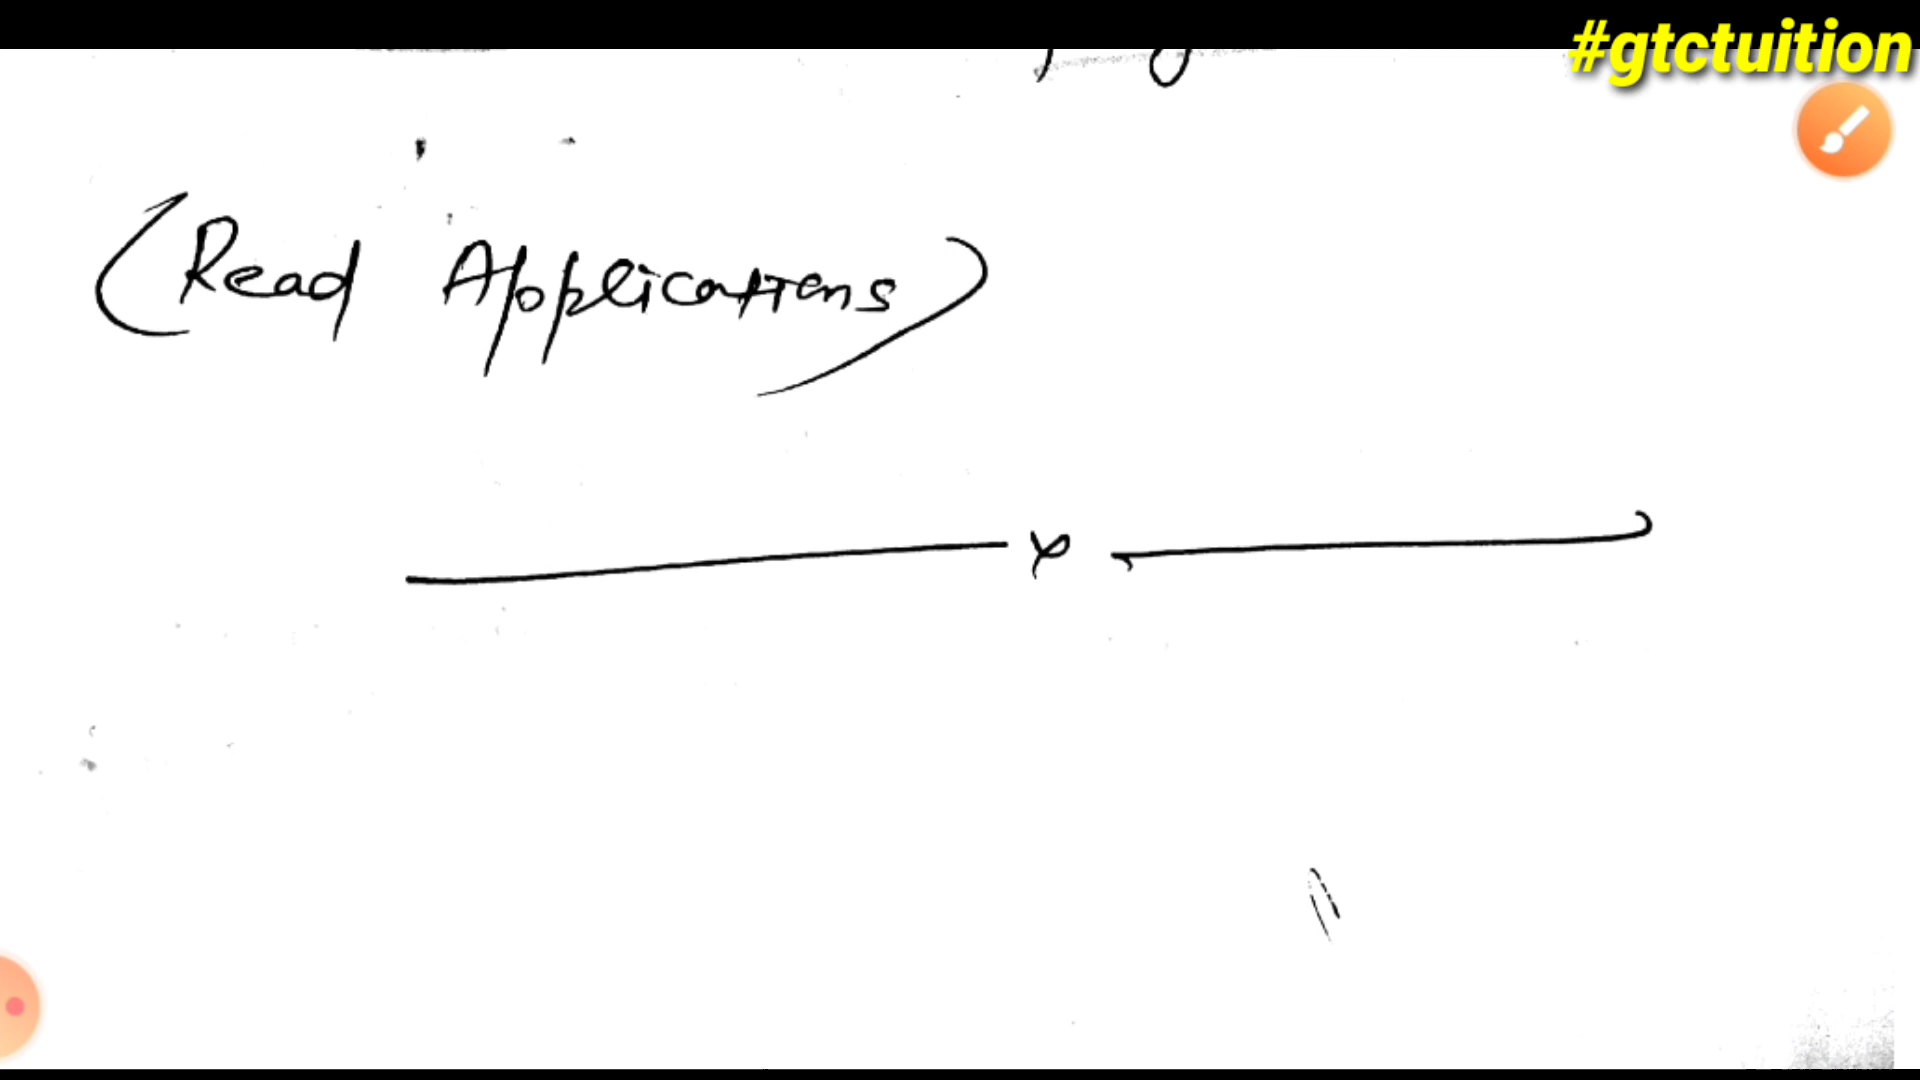 #gtctuition
(Read Applications)
x